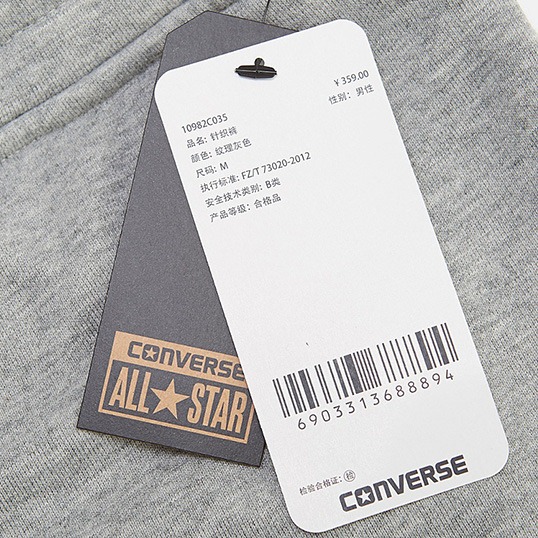 ¥ 359.00
10982C035
性别: 男性
品名: 针织裤
颜色: 纹理灰色
尺码: M
执行标准: FZ/T 73020-2012
安全技术类别: B类
产品等级: 合格品
6903313688894
检验合格证: 检
CONVERSE
CONVERSE
ALL STAR